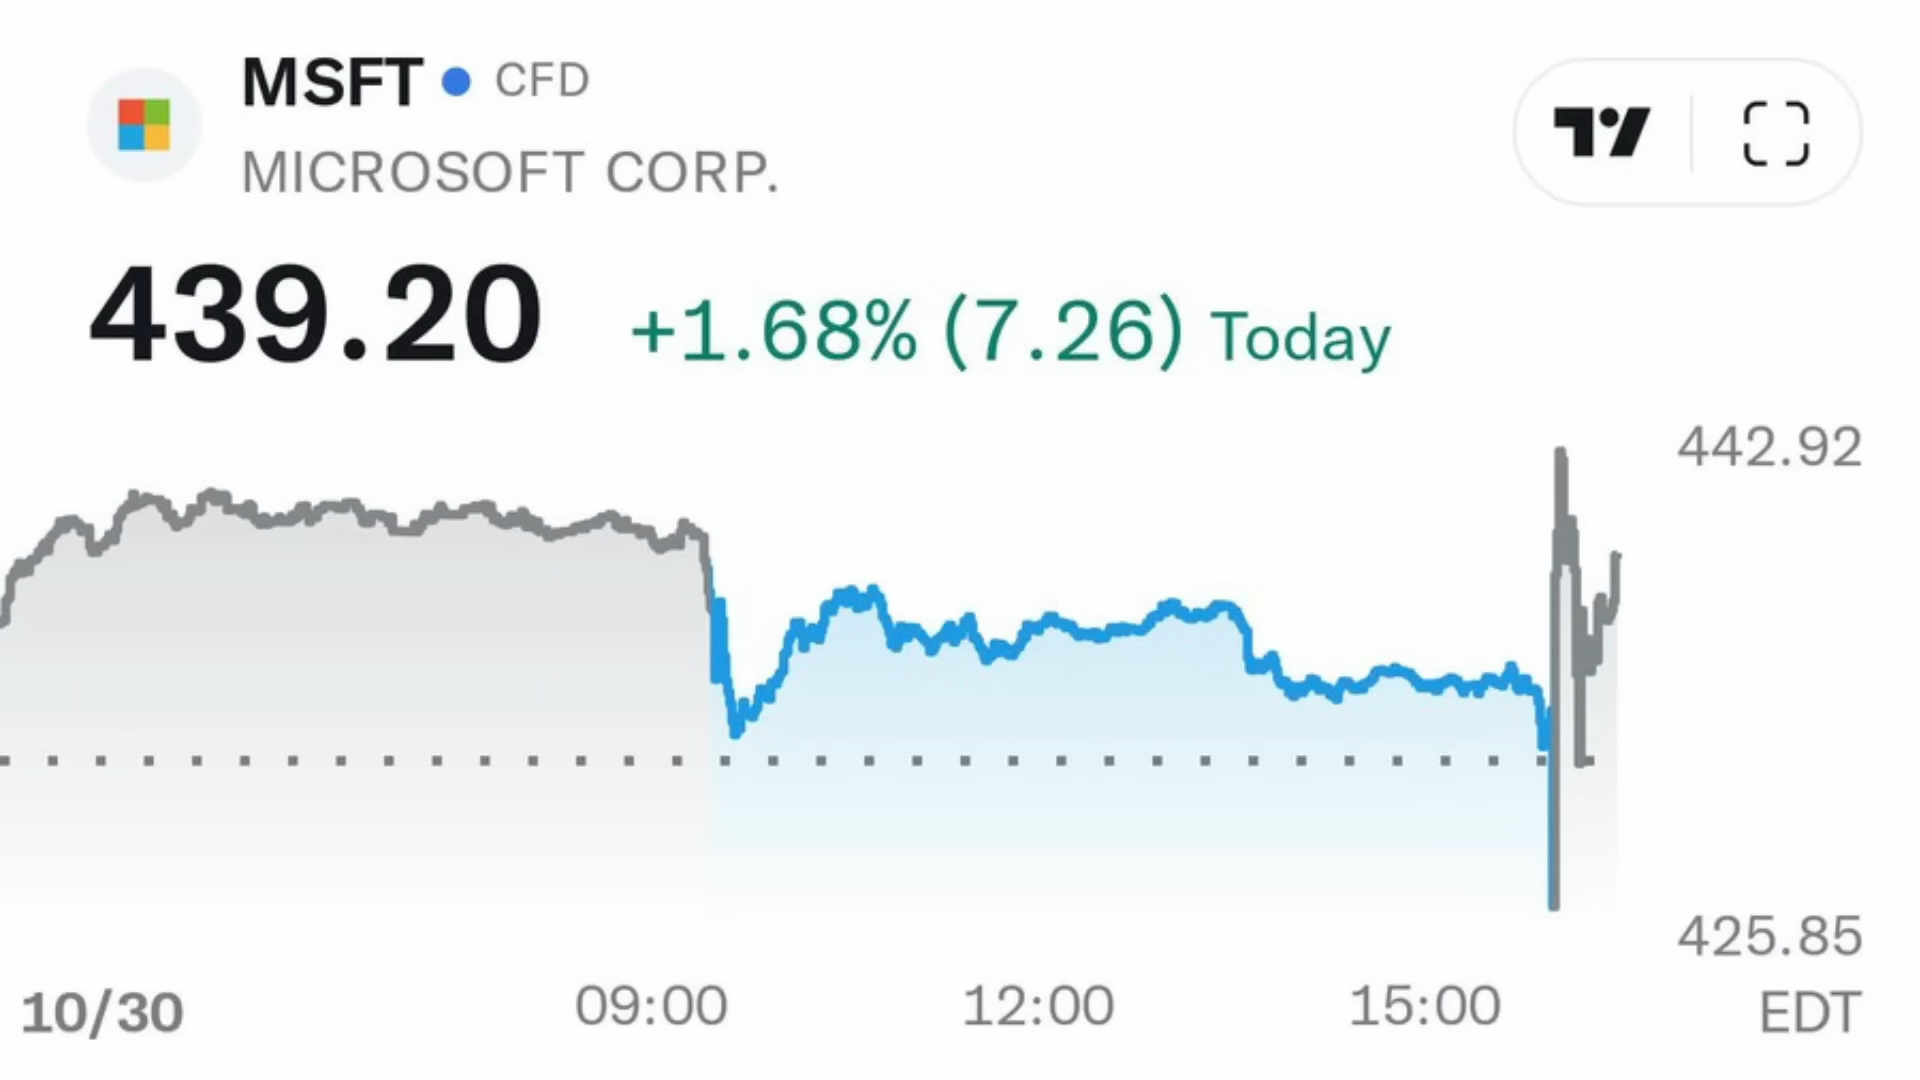 MSFT CFD
MICROSOFT CORP.
439.20 +1.68% (7.26) Today
442.92
425.85
10/30 09:00 12:00 15:00 EDT